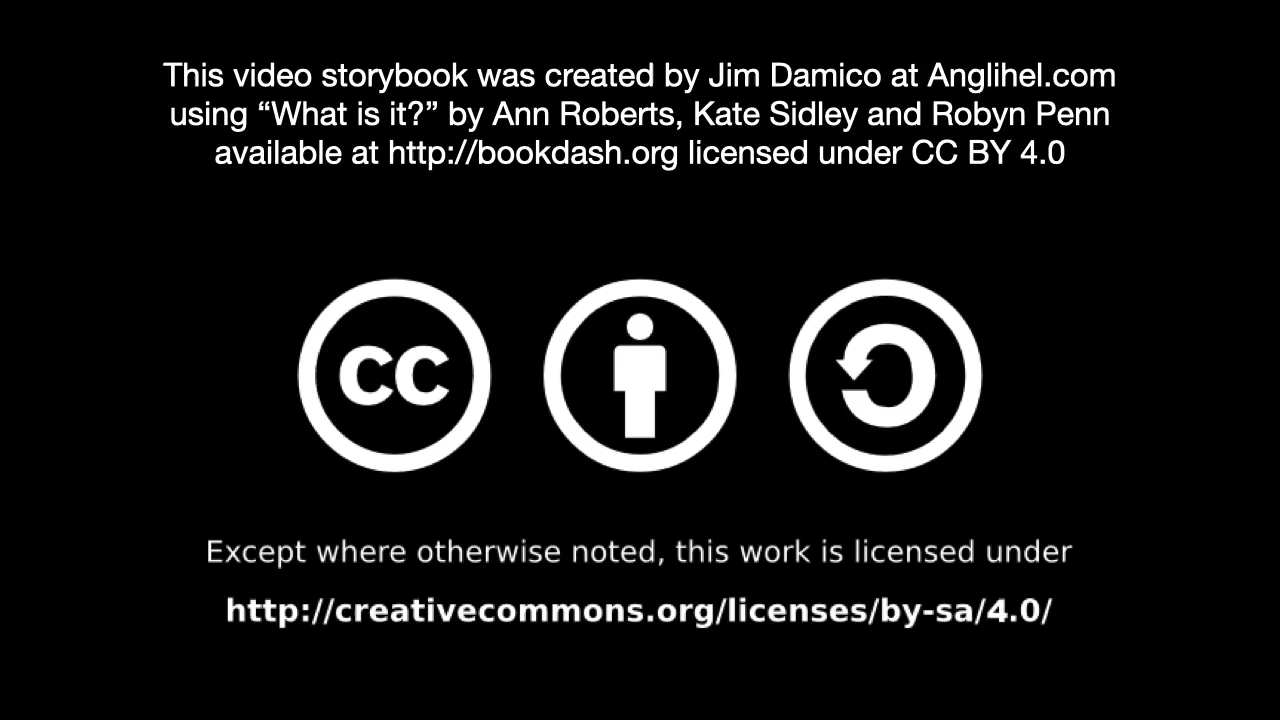 This video storybook was created by Jim Damico at Anglihel.com
using “What is it?” by Ann Roberts, Kate Sidley and Robyn Penn
available at http://bookdash.org licensed under CC BY 4.0
cc
Except where otherwise noted, this work is licensed under
http://creativecommons.org/licenses/by-sa/4.0/